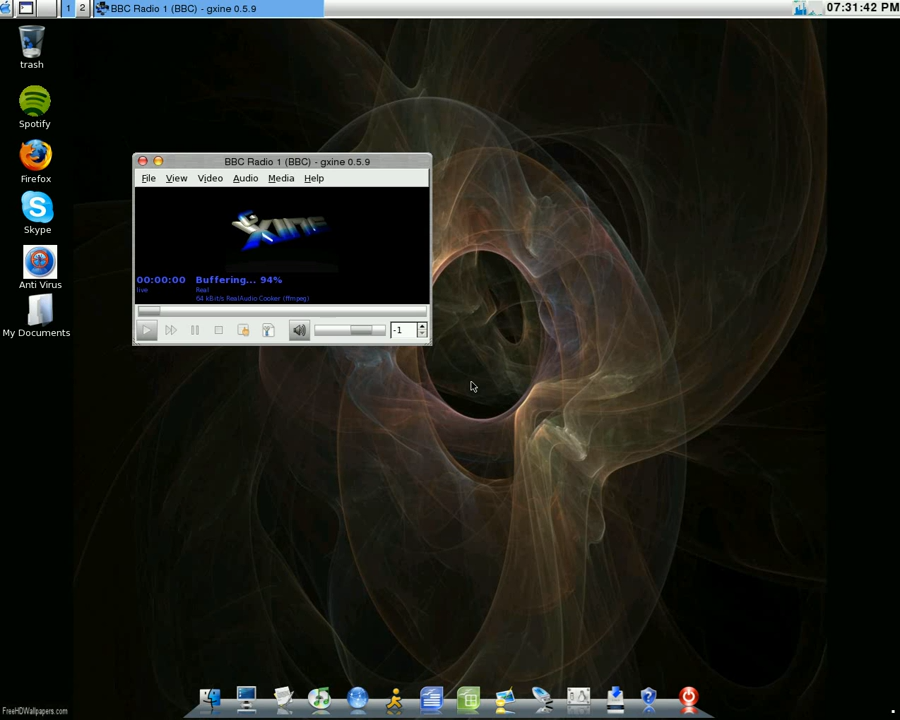 1 2 BBC Radio 1 (BBC) - gxine 0.5.9 07:31:42 PM
trash
Spotify
Firefox
Skype
Anti Virus
My Documents
BBC Radio 1 (BBC) - gxine 0.5.9
File View Video Audio Media Help
XINE
00:00:00 Buffering... 94%
live Real
64 kBit/s RealAudio Cooker (ffmpeg)
-1
FreeHDWallpapers.com